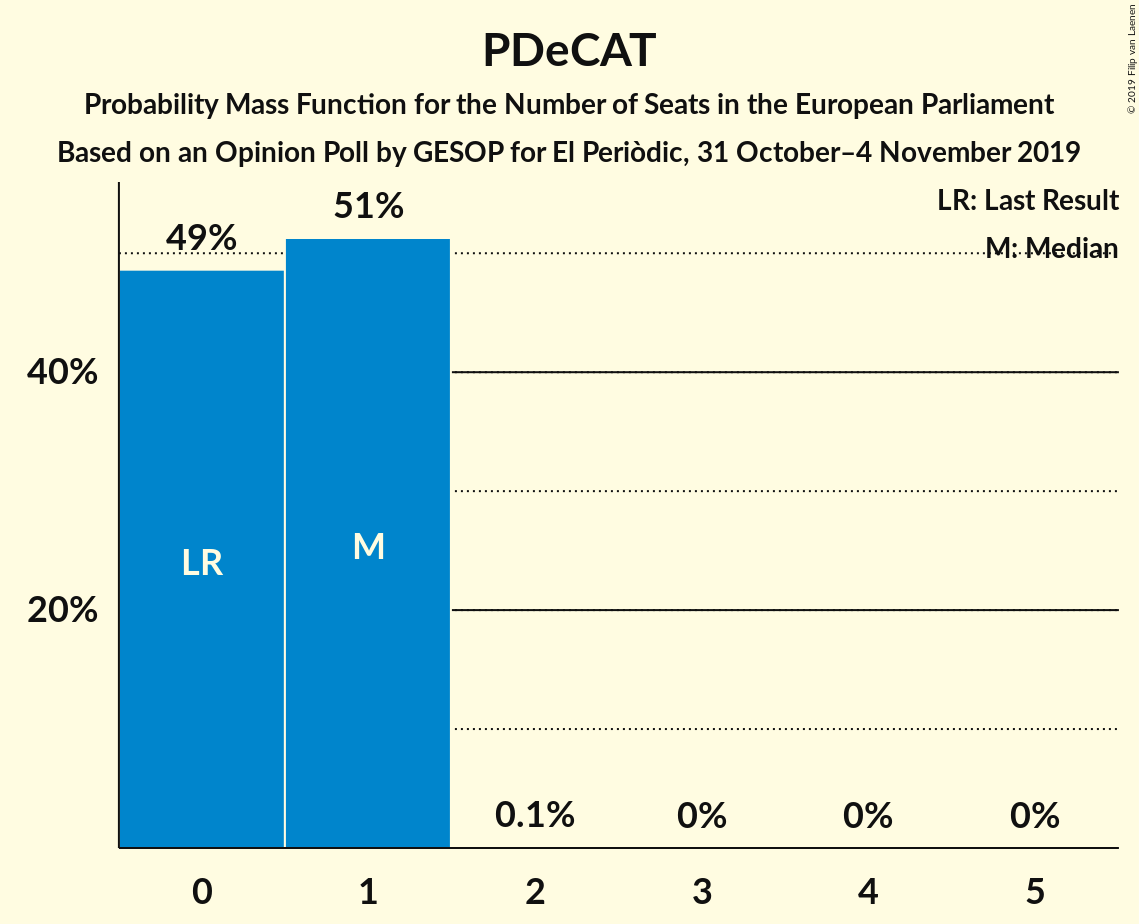 PDeCAT
Probability Mass Function for the Number of Seats in the European Parliament
Based on an Opinion Poll by GESOP for El Periòdic, 31 October–4 November 2019
© 2019 Filip van Laenen
LR: Last Result
M: Median
49%
51%
40%
20%
LR
M
0.1%
0%
0%
0%
0
1
2
3
4
5